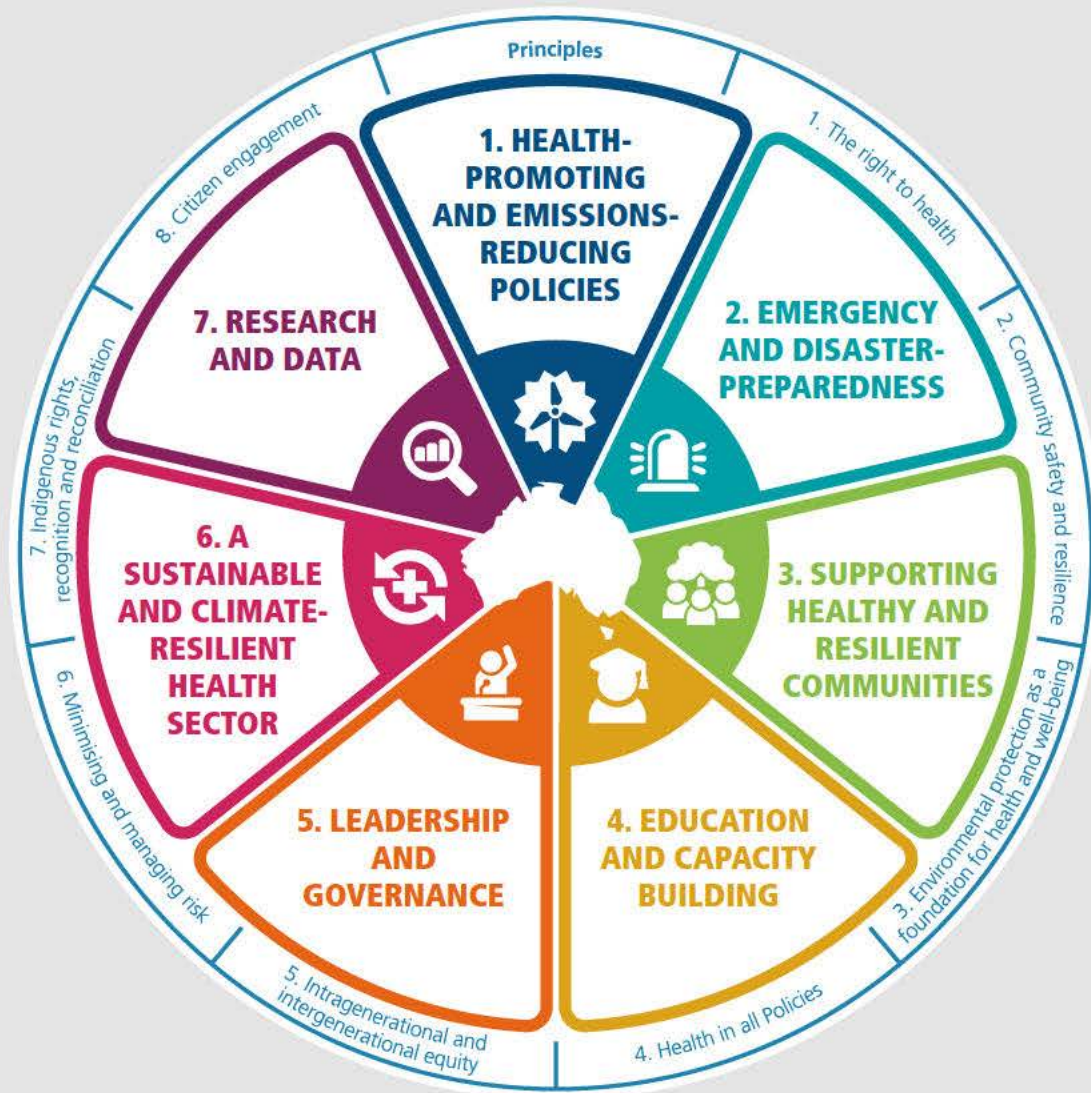 Principles
1. The right to health
2. Community safety and resilience
3. Environmental protection as a
foundation for health and well-being
4. Health in all Policies
5. Intragenerational and
intergenerational equity
6. Minimising and managing risk
7. Indigenous rights,
recognition and reconciliation
8. Citizen engagement
1. HEALTH-
PROMOTING
AND EMISSIONS-
REDUCING
POLICIES
2. EMERGENCY
AND DISASTER-
PREPAREDNESS
3. SUPPORTING
HEALTHY AND
RESILIENT
COMMUNITIES
4. EDUCATION
AND CAPACITY
BUILDING
5. LEADERSHIP
AND
GOVERNANCE
6. A
SUSTAINABLE
AND CLIMATE-
RESILIENT
HEALTH
SECTOR
7. RESEARCH
AND DATA